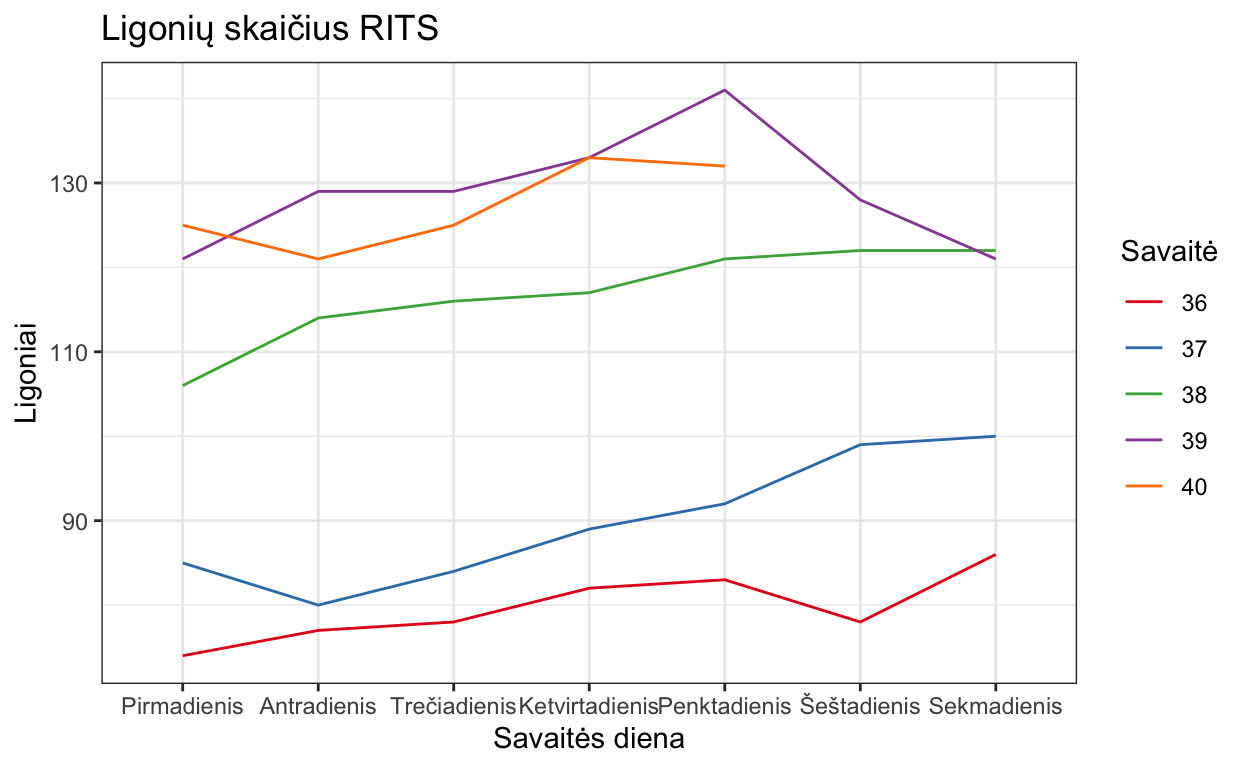 Ligonių skaičius RITS
Ligoniai
130
110
90
Pirmadienis Antradienis Trečiadienis Ketvirtadienis Penktadienis Šeštadienis Sekmadienis
Savaitės diena
Savaitė
36
37
38
39
40